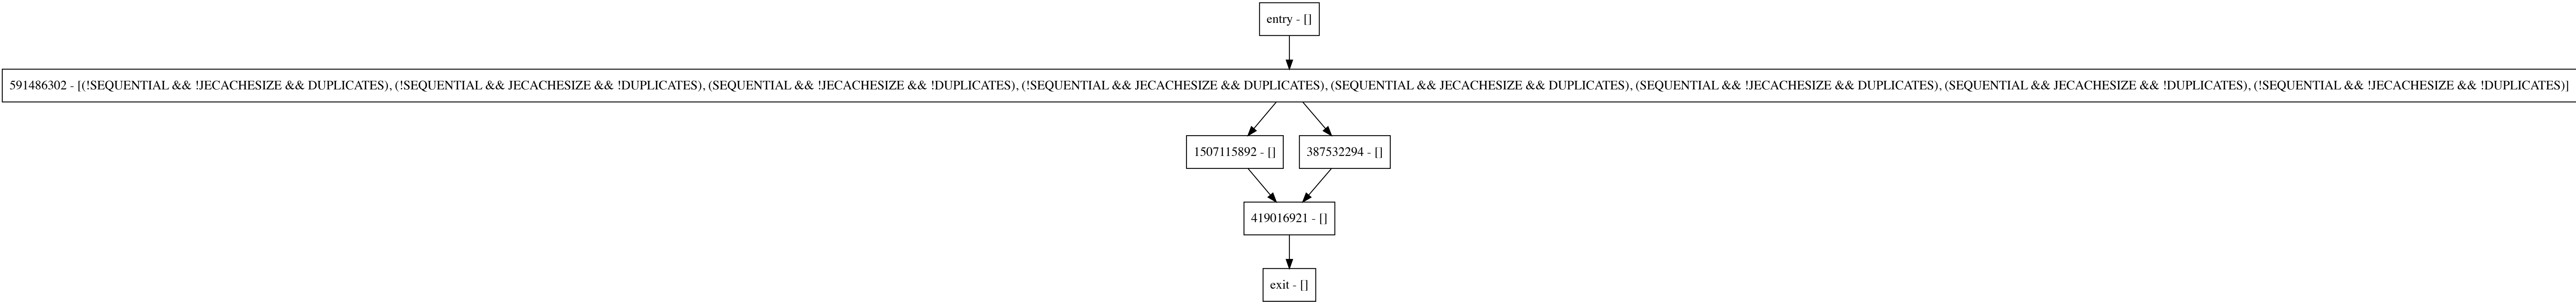 entry - []
591486302 - [(!SEQUENTIAL && !JECACHESIZE && DUPLICATES), (!SEQUENTIAL && JECACHESIZE && !DUPLICATES), (SEQUENTIAL && !JECACHESIZE && !DUPLICATES), (!SEQUENTIAL && JECACHESIZE && DUPLICATES), (SEQUENTIAL && JECACHESIZE && DUPLICATES), (SEQUENTIAL && !JECACHESIZE && DUPLICATES), (SEQUENTIAL && JECACHESIZE && !DUPLICATES), (!SEQUENTIAL && !JECACHESIZE && !DUPLICATES)]
1507115892 - []
387532294 - []
419016921 - []
exit - []